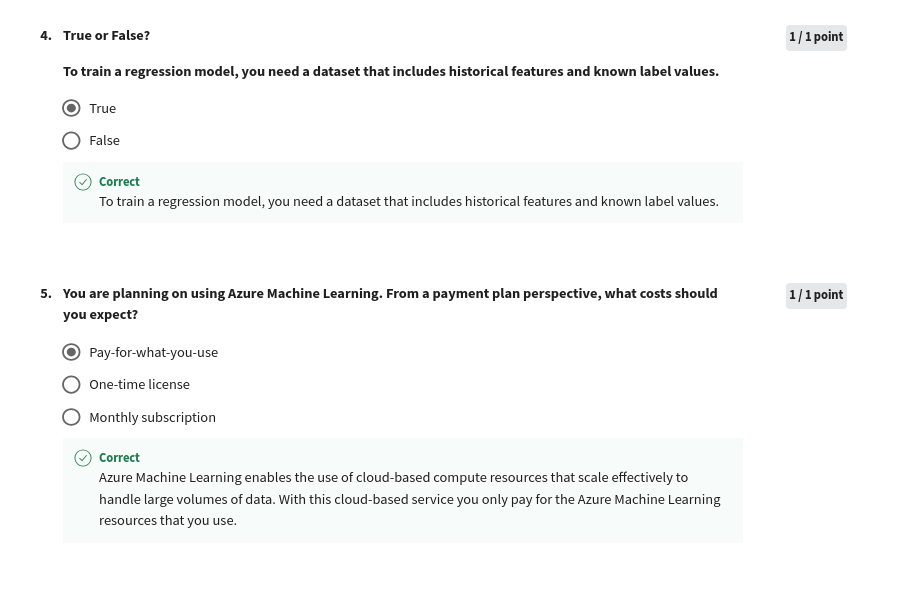 4. True or False?
1 / 1 point
To train a regression model, you need a dataset that includes historical features and known label values.
True
False
Correct
To train a regression model, you need a dataset that includes historical features and known label values.
5. You are planning on using Azure Machine Learning. From a payment plan perspective, what costs should
you expect?
1 / 1 point
Pay-for-what-you-use
One-time license
Monthly subscription
Correct
Azure Machine Learning enables the use of cloud-based compute resources that scale effectively to
handle large volumes of data. With this cloud-based service you only pay for the Azure Machine Learning
resources that you use.